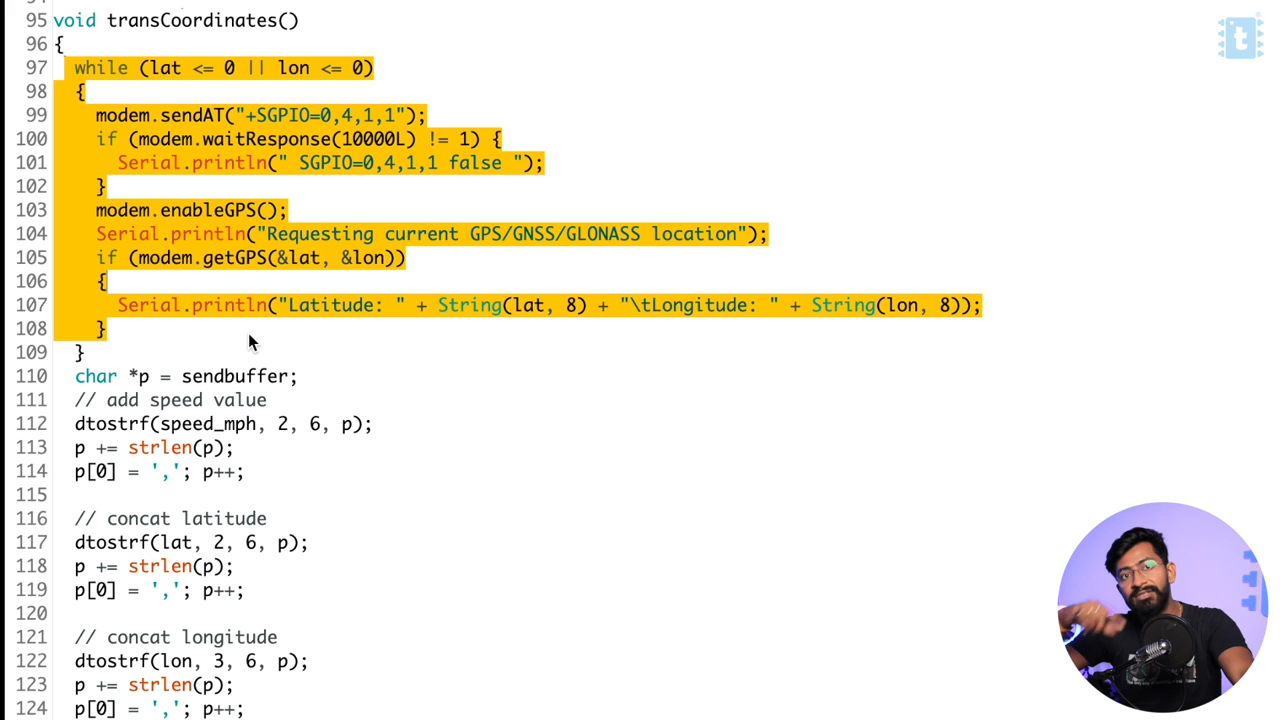 95 void transCoordinates()
96 {
97 while (lat <= 0 || lon <= 0)
98 {
99 modem.sendAT("+SGPIO=0,4,1,1");
100 if (modem.waitResponse(10000L) != 1) {
101 Serial.println(" SGPIO=0,4,1,1 false ");
102 }
103 modem.enableGPS();
104 Serial.println("Requesting current GPS/GNSS/GLONASS location");
105 if (modem.getGPS(&lat, &lon))
106 {
107 Serial.println("Latitude: " + String(lat, 8) + "\tLongitude: " + String(lon, 8));
108 }
109 }
110 char *p = sendbuffer;
111 // add speed value
112 dtostrf(speed_mph, 2, 6, p);
113 p += strlen(p);
114 p[0] = ','; p++;
115
116 // concat latitude
117 dtostrf(lat, 2, 6, p);
118 p += strlen(p);
119 p[0] = ','; p++;
120
121 // concat longitude
122 dtostrf(lon, 3, 6, p);
123 p += strlen(p);
124 p[0] = ','; p++;
t